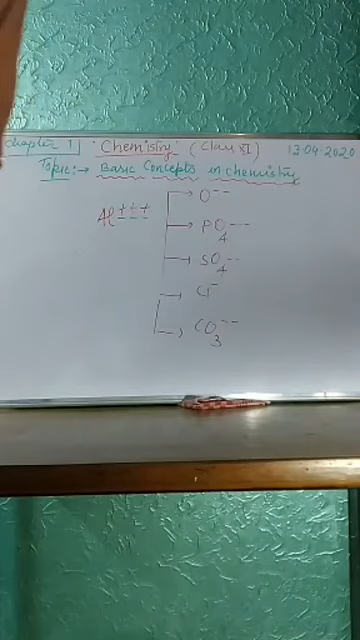 Chapter 1 Chemistry (Class XI) 13-04-2020
Topic:→ Basic Concepts in chemistry
Al+++ → O--
→ PO4---
→ SO4--
→ Cl-
→ CO3--